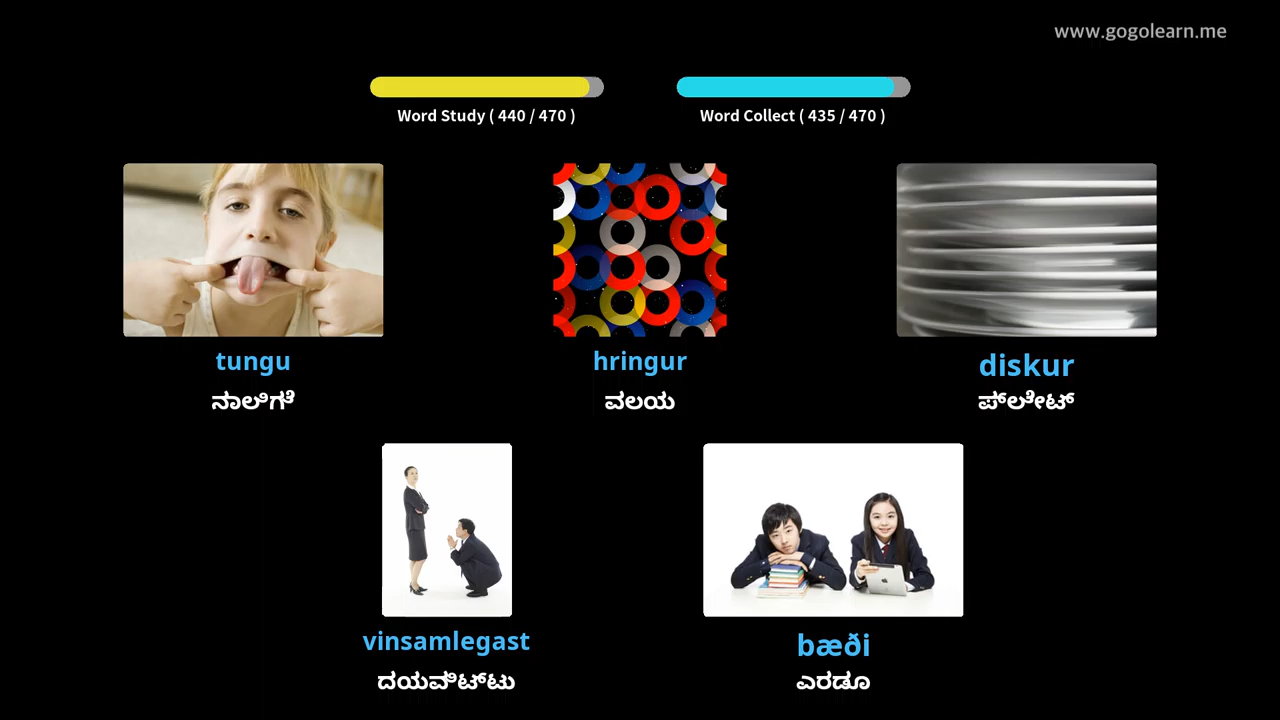 www.gogolearn.me
Word Study ( 440 / 470 )
Word Collect ( 435 / 470 )
tungu
ನಾಲಿಗೆ
hringur
ವಲಯ
diskur
ಪ್ಲೇಟ್
vinsamlegast
ದಯವಿಟ್ಟು
bæði
ಎರಡೂ